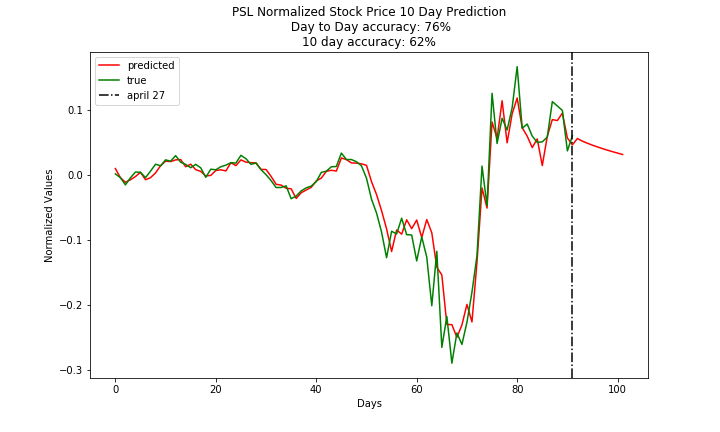 PSL Normalized Stock Price 10 Day Prediction
Day to Day accuracy: 76%
10 day accuracy: 62%
predicted
true
april 27
Normalized Values
0.1
0.0
−0.1
−0.2
−0.3
0 20 40 60 80 100
Days